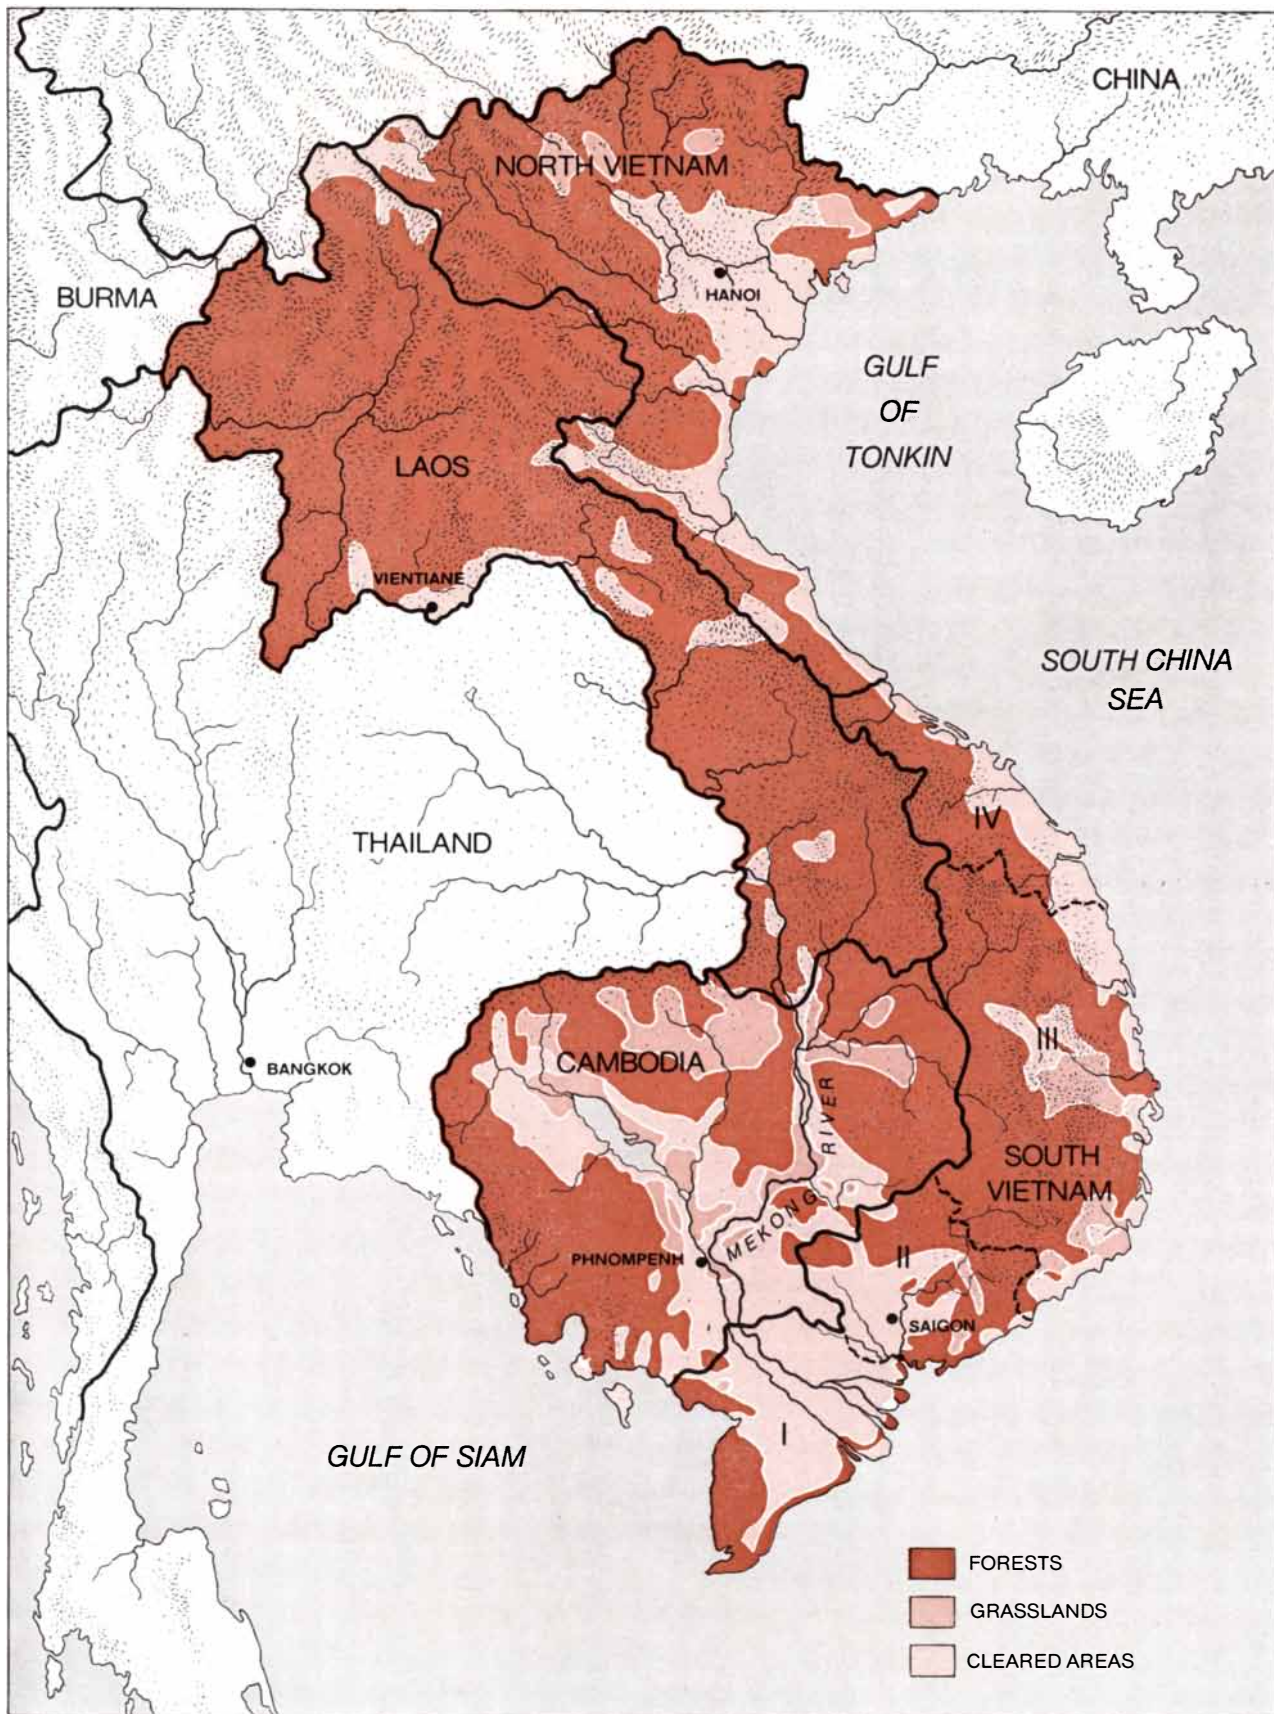 CHINA
NORTH VIETNAM
BURMA
HANOI
GULF
OF
TONKIN
LAOS
VIENTIANE
SOUTH CHINA
SEA
THAILAND
IV
III
BANGKOK
CAMBODIA
RIVER
MEKONG
SOUTH
VIETNAM
PHNOMPENH
II
SAIGON
I
GULF OF SIAM
FORESTS
GRASSLANDS
CLEARED AREAS